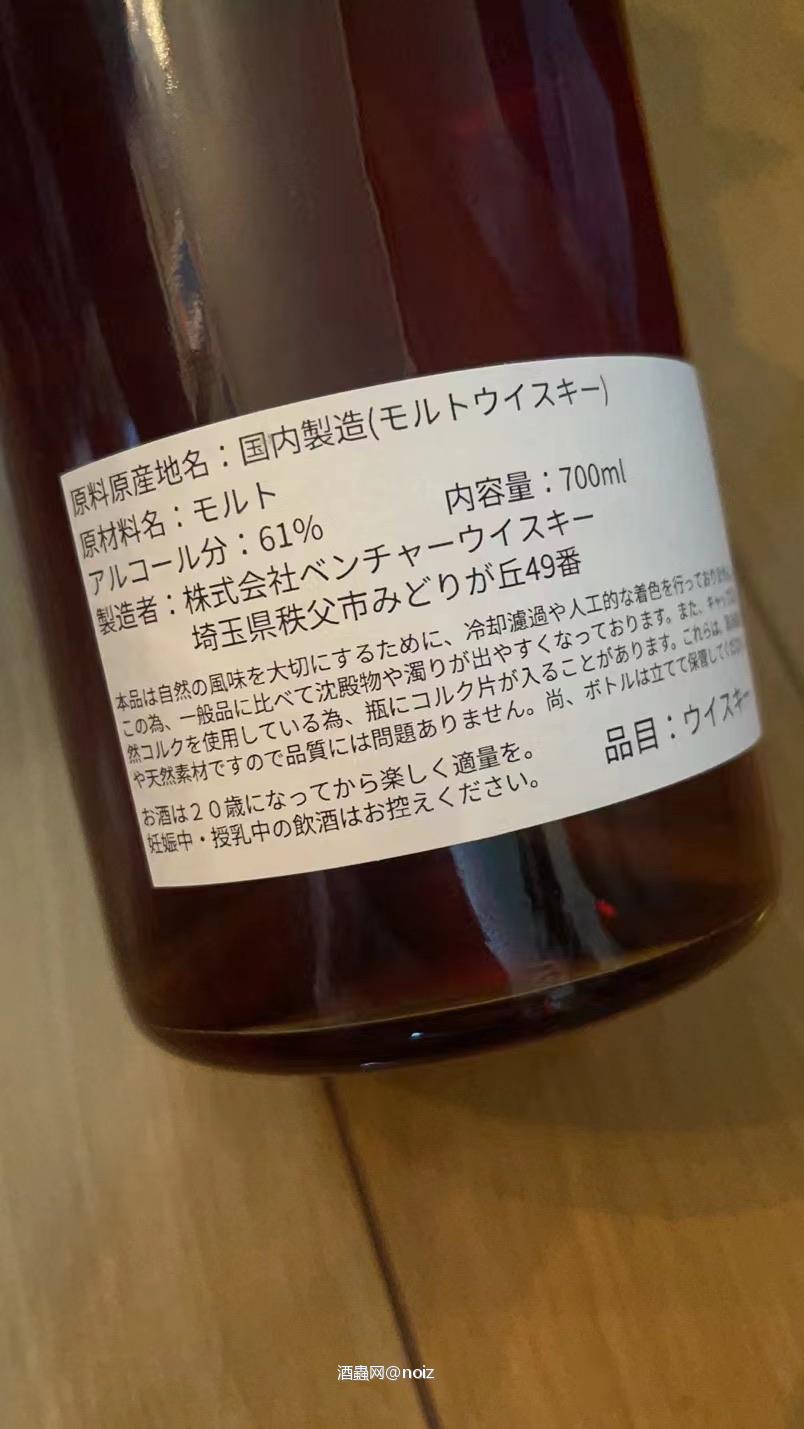 原料原産地名：国内製造(モルトウイスキー)
原材料名：モルト
アルコール分：61%　内容量：700ml
製造者：株式会社ベンチャーウイスキー
埼玉県秩父市みどりが丘49番
本品は自然の風味を大切にするために、冷却濾過や人工的な着色を行っておりません。
この為、一般品に比べて沈殿物や濁りが出やすくなっております。また、キャップに
然コルクを使用している為、瓶にコルク片が入ることがあります。これらは、
や天然素材ですので品質には問題ありません。尚、ボトルは立てて保管してください
お酒は２０歳になってから楽しく適量を。
妊娠中・授乳中の飲酒はお控えください。
品目：ウイスキー
酒蟲网@noiz